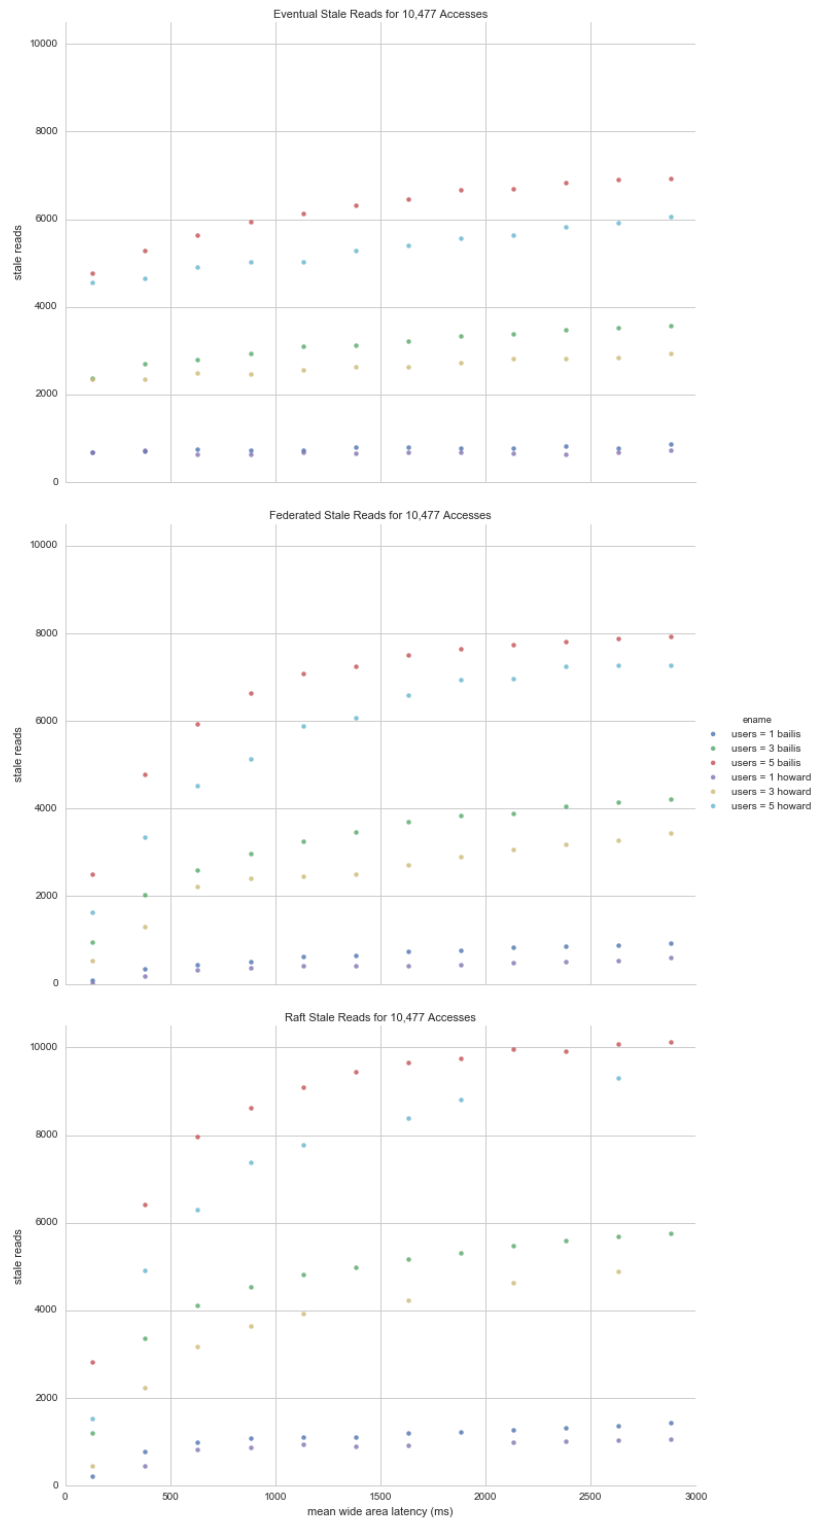 Eventual Stale Reads for 10,477 Accesses
10000
8000
6000
4000
2000
0
stale reads
Federated Stale Reads for 10,477 Accesses
10000
8000
6000
4000
2000
0
stale reads
ename
users = 1 bailis
users = 3 bailis
users = 5 bailis
users = 1 howard
users = 3 howard
users = 5 howard
Raft Stale Reads for 10,477 Accesses
10000
8000
6000
4000
2000
0
stale reads
0 500 1000 1500 2000 2500 3000
mean wide area latency (ms)